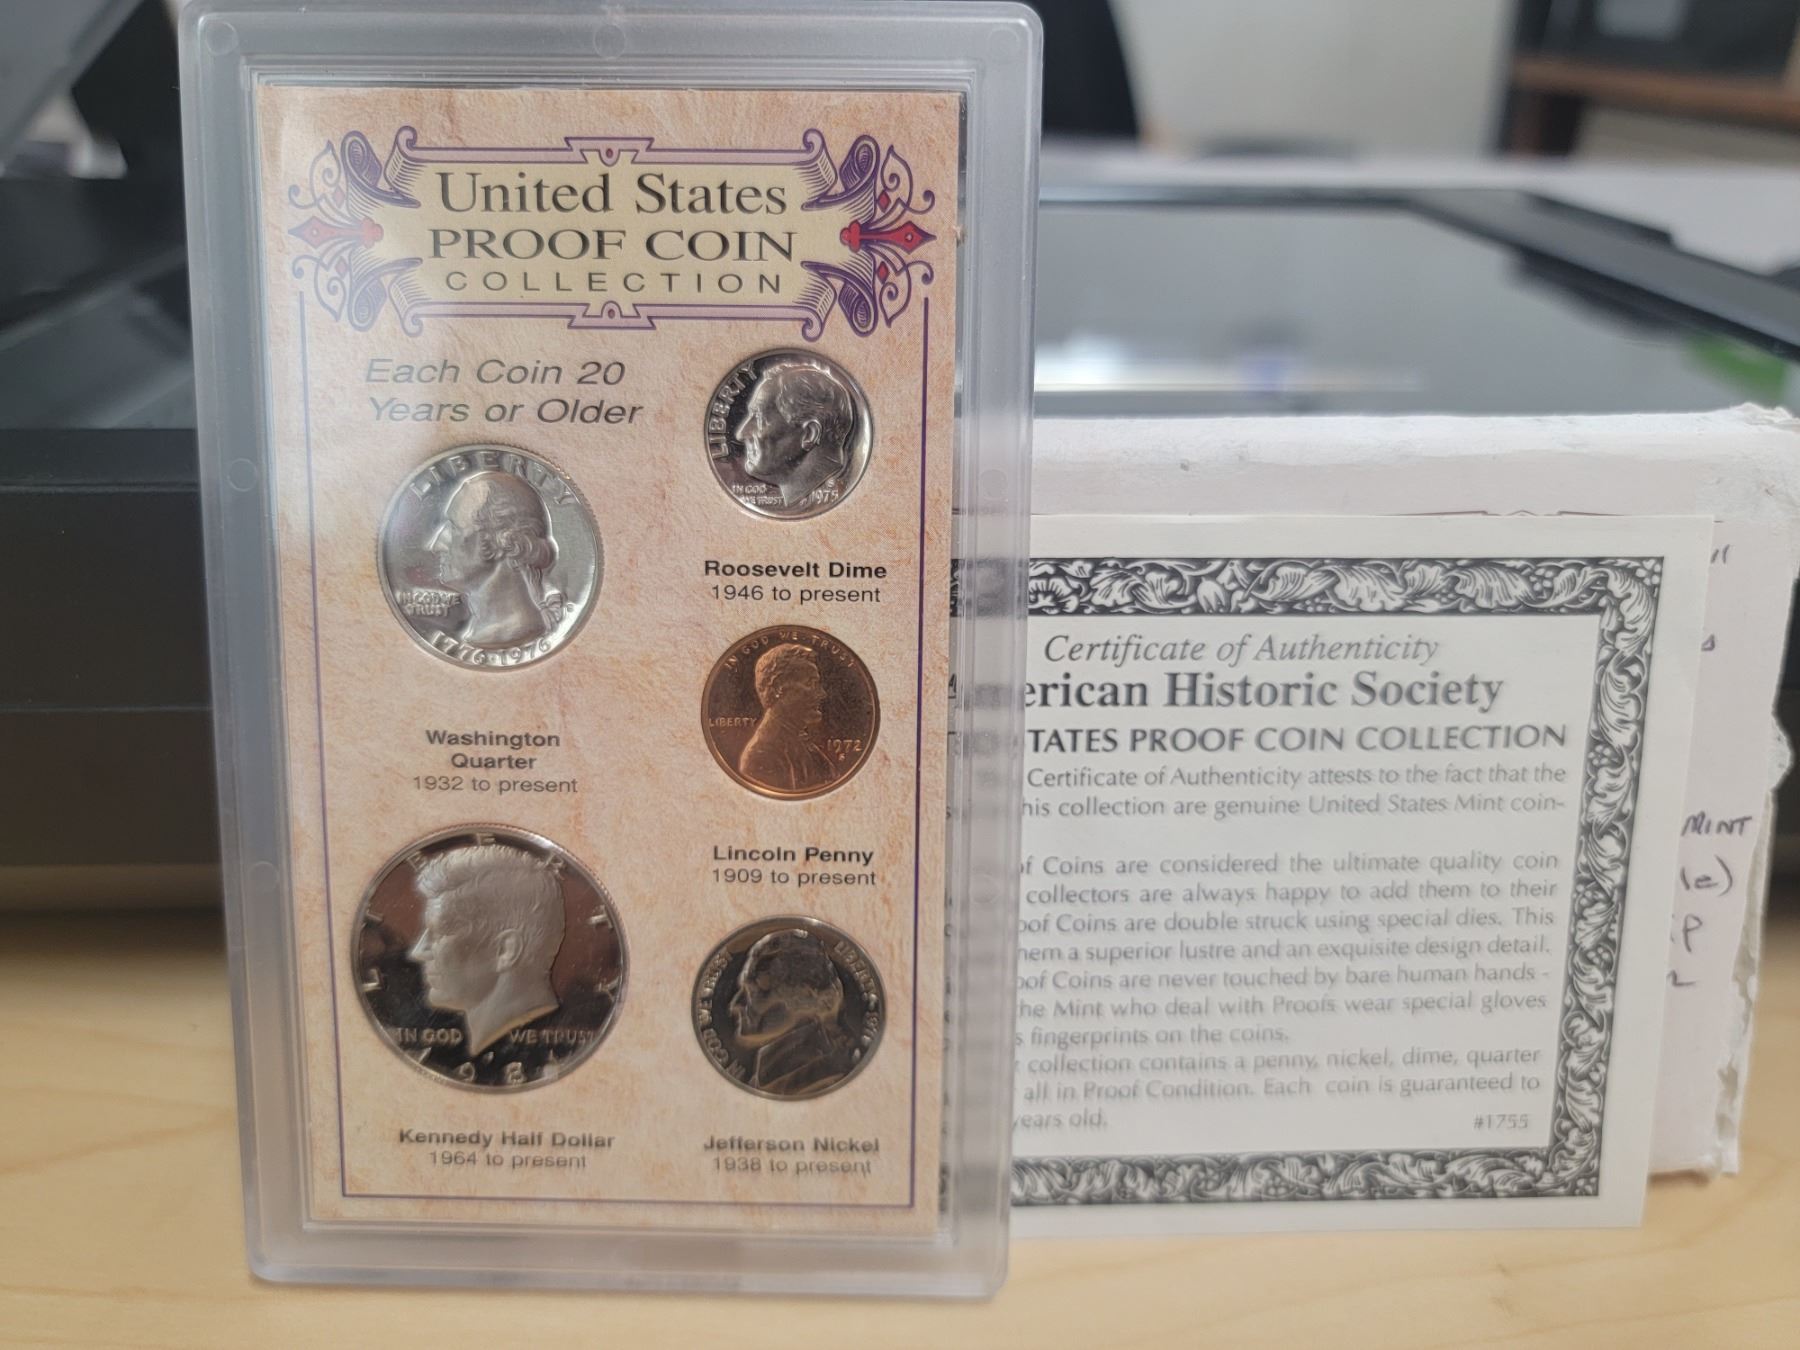 United States
PROOF COIN
COLLECTION
Each Coin 20
Years or Older
LIBERTY
IN GOD WE TRUST
1776-1976
Washington
Quarter
1932 to present
LIBERTY
IN GOD WE TRUST
S
1975
Roosevelt Dime
1946 to present
IN GOD WE TRUST
LIBERTY
1972
S
Lincoln Penny
1909 to present
LIBERTY
IN GOD WE TRUST
198
Kennedy Half Dollar
1964 to present
IN GOD WE TRUST
LIBERTY
Jefferson Nickel
1938 to present
Certificate of Authenticity
erican Historic Society
TATES PROOF COIN COLLECTION
Certificate of Authenticity attests to the fact that the
his collection are genuine United States Mint coin-
f Coins are considered the ultimate quality coin
collectors are always happy to add them to their
oof Coins are double struck using special dies. This
hem a superior lustre and an exquisite design detail.
oof Coins are never touched by bare human hands -
he Mint who deal with Proofs wear special gloves
s fingerprints on the coins.
collection contains a penny, nickel, dime, quarter
all in Proof Condition. Each coin is guaranteed to
years old.
#1755
MINT